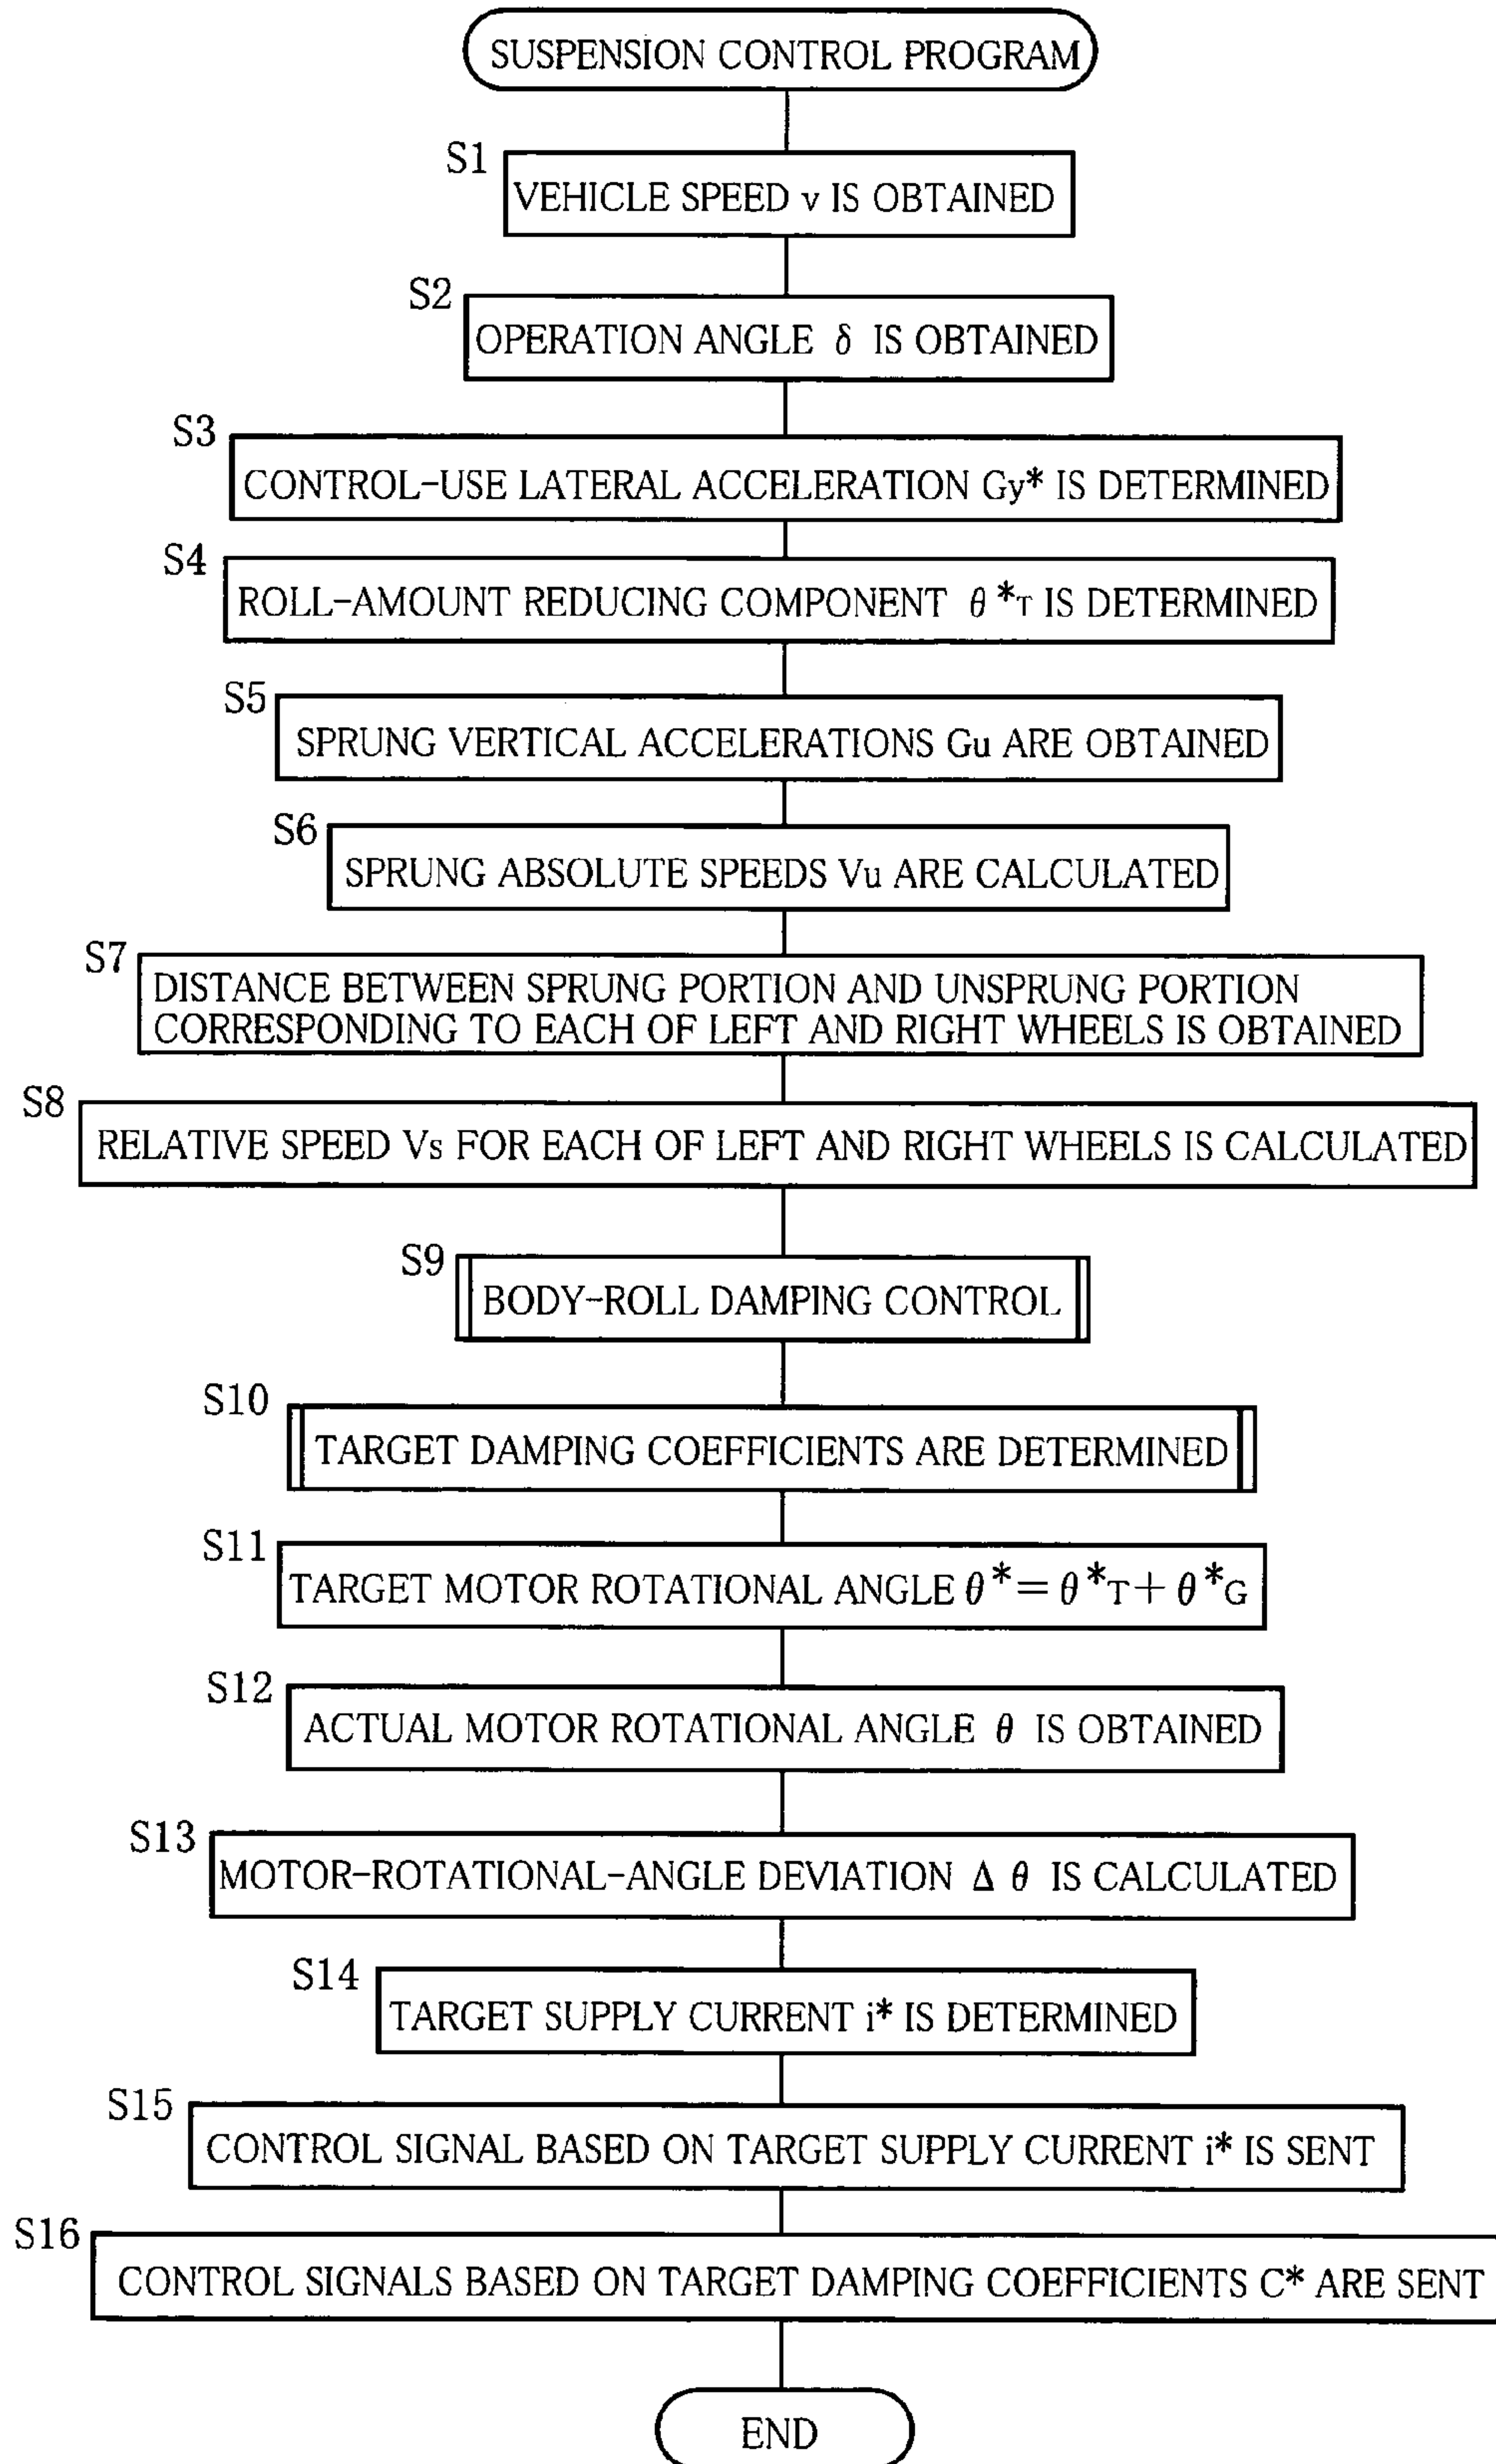 SUSPENSION CONTROL PROGRAM
S1
VEHICLE SPEED v IS OBTAINED
S2
OPERATION ANGLE δ IS OBTAINED
S3
CONTROL-USE LATERAL ACCELERATION Gy* IS DETERMINED
S4
ROLL-AMOUNT REDUCING COMPONENT θ*T IS DETERMINED
S5
SPRUNG VERTICAL ACCELERATIONS Gu ARE OBTAINED
S6
SPRUNG ABSOLUTE SPEEDS Vu ARE CALCULATED
S7
DISTANCE BETWEEN SPRUNG PORTION AND UNSPRUNG PORTION
CORRESPONDING TO EACH OF LEFT AND RIGHT WHEELS IS OBTAINED
S8
RELATIVE SPEED Vs FOR EACH OF LEFT AND RIGHT WHEELS IS CALCULATED
S9
BODY-ROLL DAMPING CONTROL
S10
TARGET DAMPING COEFFICIENTS ARE DETERMINED
S11
TARGET MOTOR ROTATIONAL ANGLE θ*=θ*T+θ*G
S12
ACTUAL MOTOR ROTATIONAL ANGLE θ IS OBTAINED
S13
MOTOR-ROTATIONAL-ANGLE DEVIATION Δ θ IS CALCULATED
S14
TARGET SUPPLY CURRENT i* IS DETERMINED
S15
CONTROL SIGNAL BASED ON TARGET SUPPLY CURRENT i* IS SENT
S16
CONTROL SIGNALS BASED ON TARGET DAMPING COEFFICIENTS C* ARE SENT
END